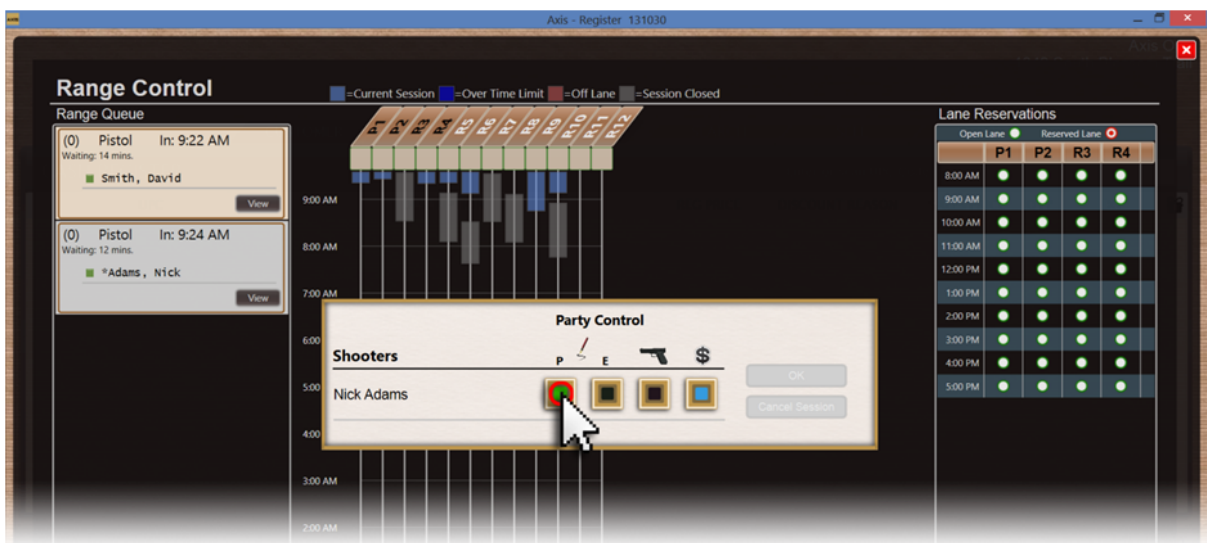 AXIS
Axis - Register 131030
Range Control
=Current Session =Over Time Limit =Off Lane =Session Closed
Range Queue
(0) Pistol In: 9:22 AM
Waiting: 14 mins.
Smith, David
View
(0) Pistol In: 9:24 AM
Waiting: 12 mins.
*Adams, Nick
View
P1 P2 R3 R4 R5 R6 R7 R8 R9 R10 R11 R12
9:00 AM
8:00 AM
7:00 AM
6:00
5:00
4:00
3:00 AM
2:00 AM
Party Control
Shooters P E $
Nick Adams
OK
Cancel Session
Lane Reservations
Open Lane Reserved Lane
P1 P2 R3 R4
8:00 AM
9:00 AM
10:00 AM
11:00 AM
12:00 PM
1:00 PM
2:00 PM
3:00 PM
4:00 PM
5:00 PM